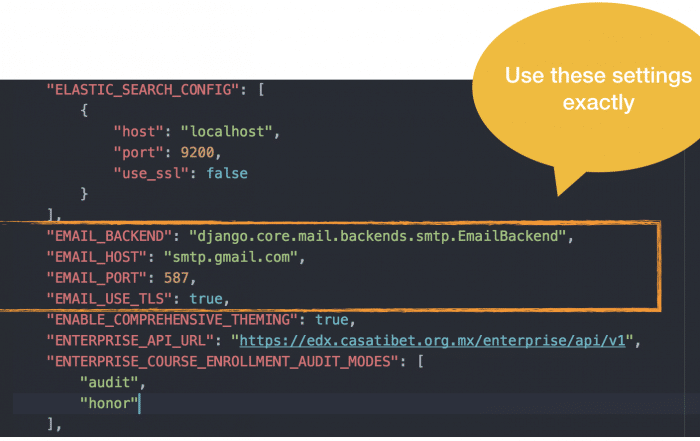 Use these settings
exactly
"ELASTIC_SEARCH_CONFIG": [
{
"host": "localhost",
"port": 9200,
"use_ssl": false
}
],
"EMAIL_BACKEND": "django.core.mail.backends.smtp.EmailBackend",
"EMAIL_HOST": "smtp.gmail.com",
"EMAIL_PORT": 587,
"EMAIL_USE_TLS": true,
"ENABLE_COMPREHENSIVE_THEMING": true,
"ENTERPRISE_API_URL": "https://edx.casatibet.org.mx/enterprise/api/v1",
"ENTERPRISE_COURSE_ENROLLMENT_AUDIT_MODES": [
"audit",
"honor"
],